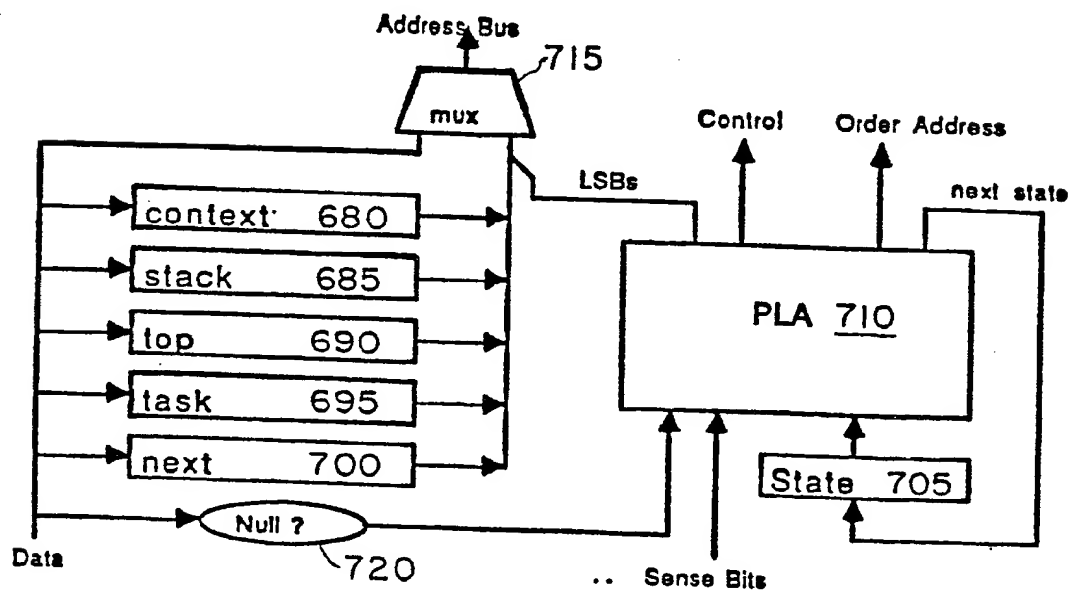 Address Bus
715
mux
Control
Order Address
LSBs
next state
context 680
stack 685
top 690
task 695
next 700
PLA 710
State 705
Null ?
720
Data
Sense Bits